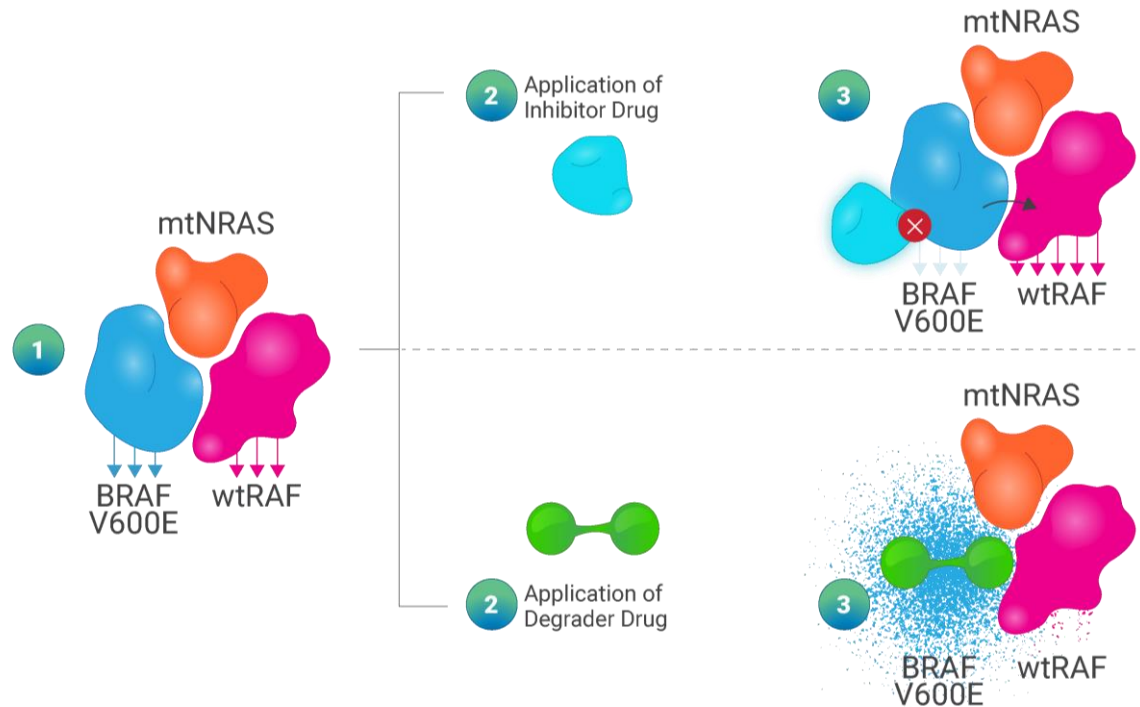 1
mtNRAS
BRAF
V600E
wtRAF
2
Application of
Inhibitor Drug
3
mtNRAS
BRAF
V600E
wtRAF
2
Application of
Degrader Drug
3
mtNRAS
BRAF
V600E
wtRAF